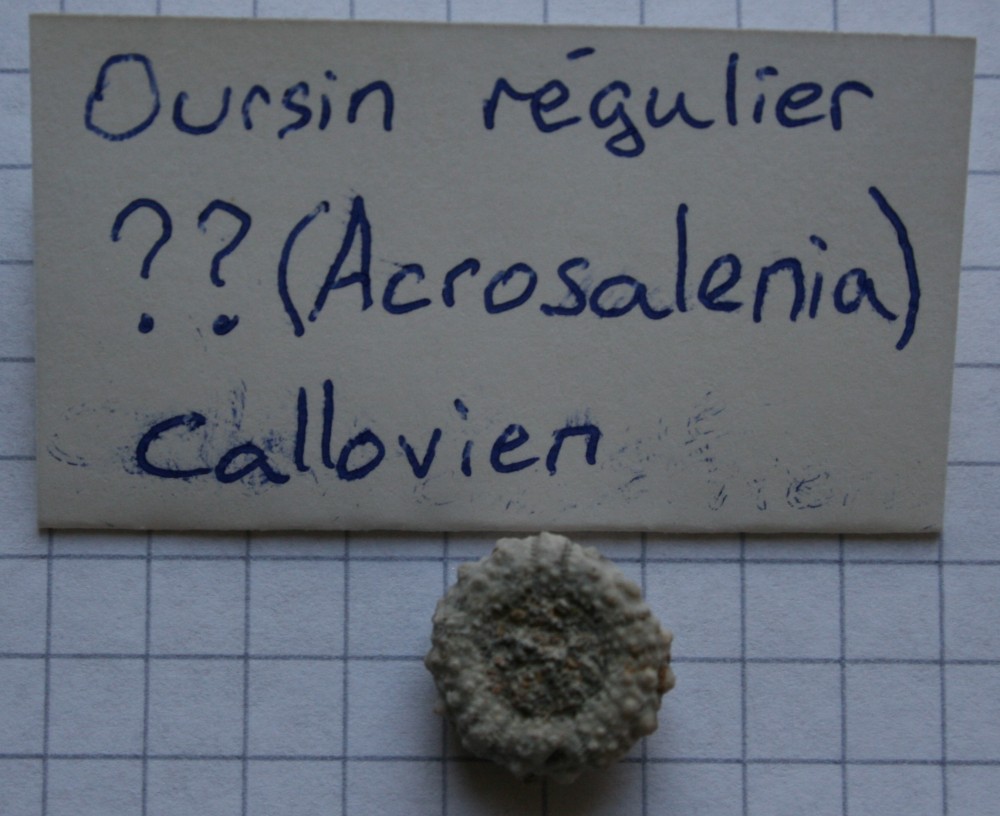 Oursin régulier
??(Acrosalenia)
Callovien